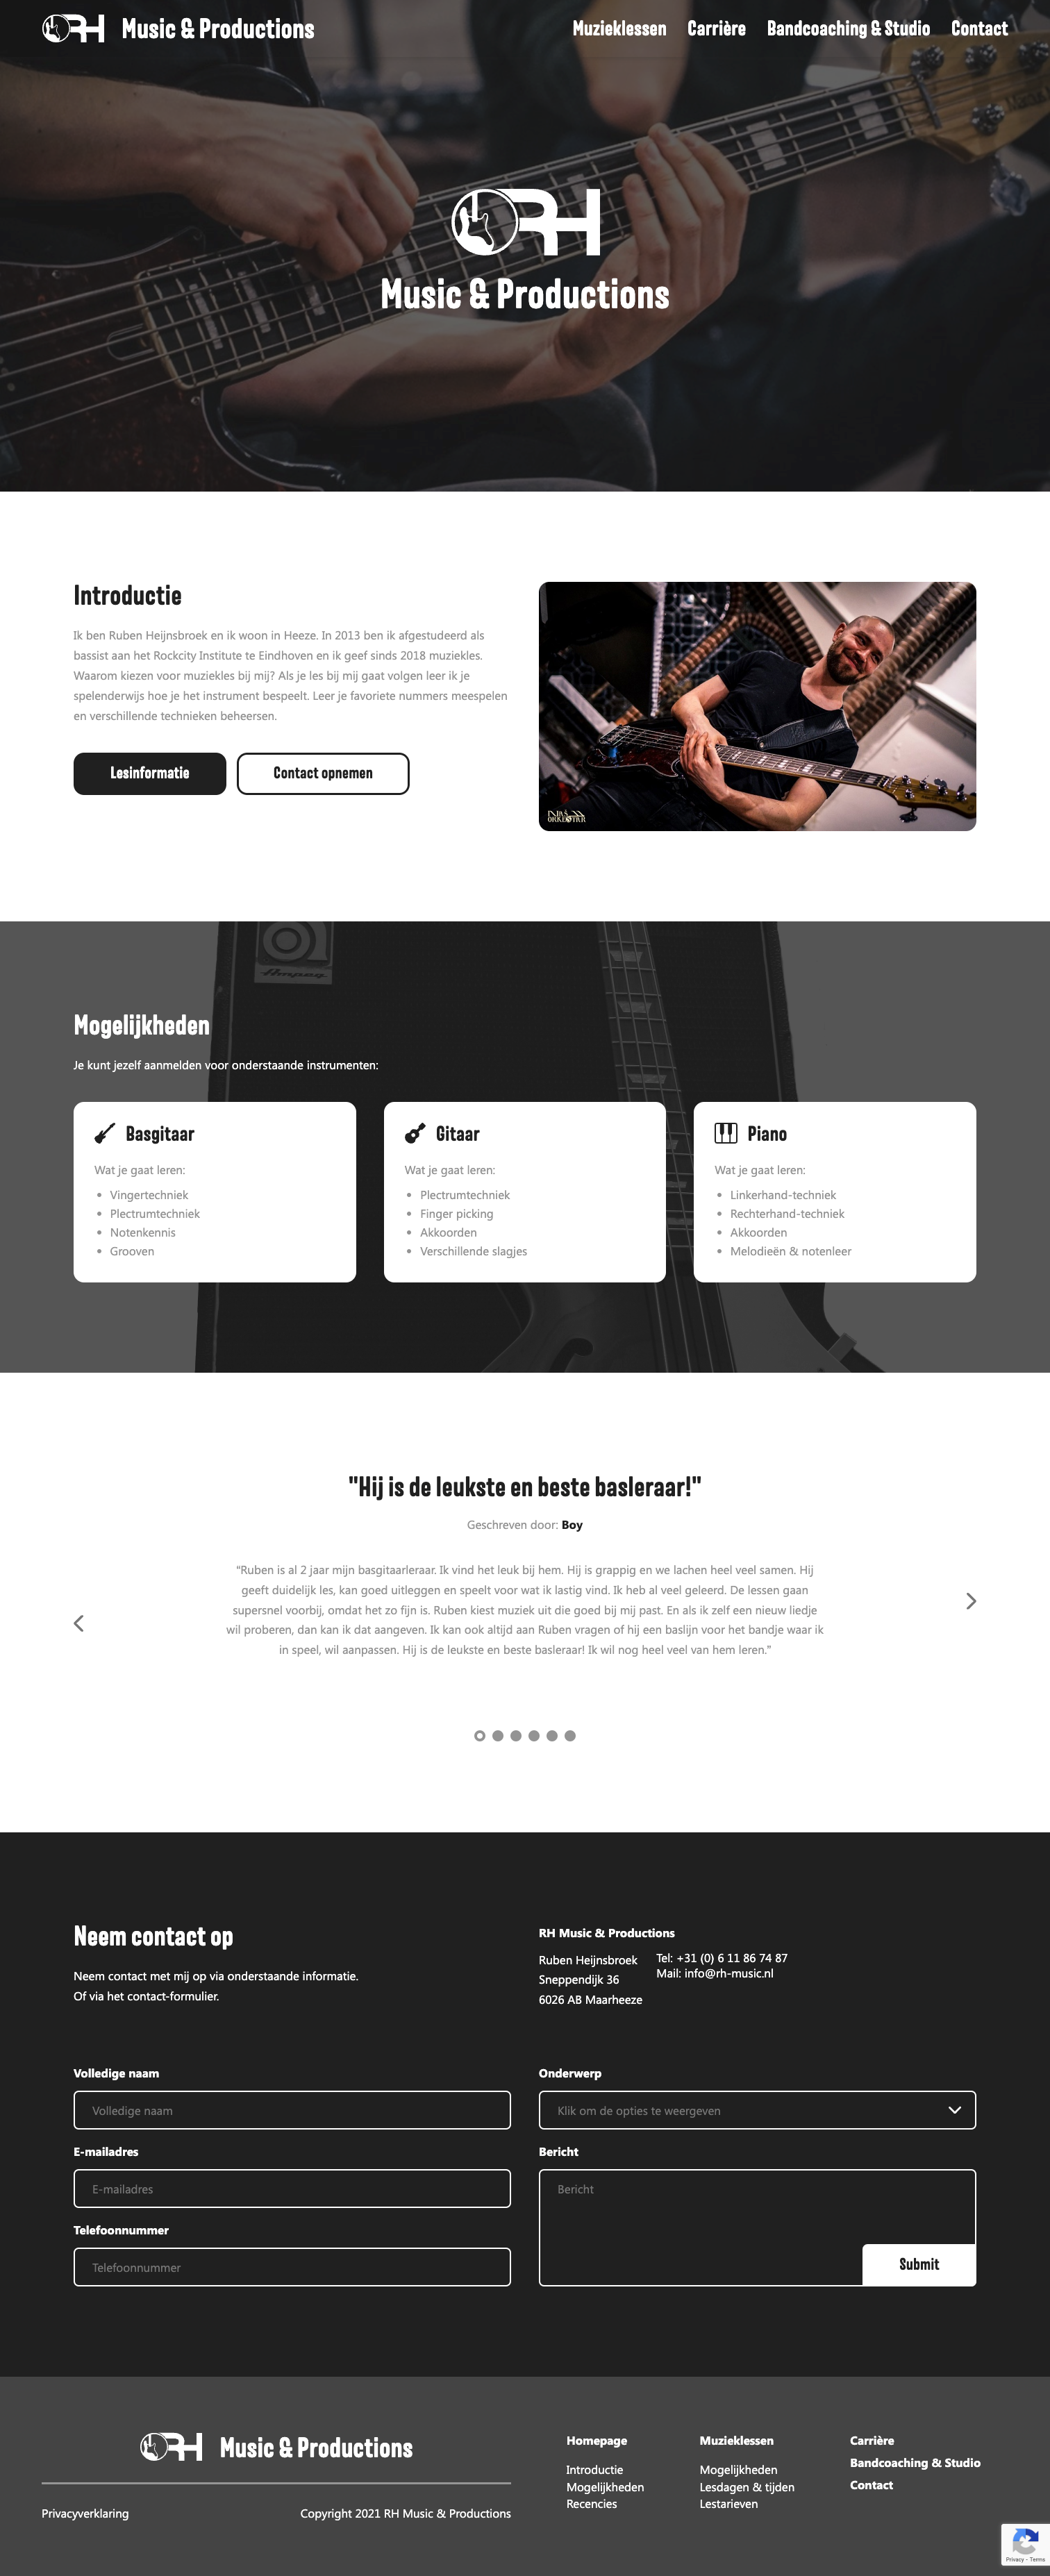 RH Music & Productions
Muzieklessen Carrière Bandcoaching & Studio Contact
RH
Music & Productions
Introductie
Ik ben Ruben Heijnsbroek en ik woon in Heeze. In 2013 ben ik afgestudeerd als
bassist aan het Rockcity Institute te Eindhoven en ik geef sinds 2018 muziekles.
Waarom kiezen voor muziekles bij mij? Als je les bij mij gaat volgen leer ik je
spelenderwijs hoe je het instrument bespeelt. Leer je favoriete nummers meespelen
en verschillende technieken beheersen.
Lesinformatie
Contact opnemen
Ampeg
Mogelijkheden
Je kunt jezelf aanmelden voor onderstaande instrumenten:
Basgitaar
Wat je gaat leren:
• Vingertechniek
• Plectrumtechniek
• Notenkennis
• Grooven
Gitaar
Wat je gaat leren:
• Plectrumtechniek
• Finger picking
• Akkoorden
• Verschillende slagjes
Piano
Wat je gaat leren:
• Linkerhand-techniek
• Rechterhand-techniek
• Akkoorden
• Melodieën & notenleer
"Hij is de leukste en beste basleraar!"
Geschreven door: Boy
“Ruben is al 2 jaar mijn basgitaarleraar. Ik vind het leuk bij hem. Hij is grappig en we lachen heel veel samen. Hij
geeft duidelijk les, kan goed uitleggen en speelt voor wat ik lastig vind. Ik heb al veel geleerd. De lessen gaan
supersnel voorbij, omdat het zo fijn is. Ruben kiest muziek uit die goed bij mij past. En als ik zelf een nieuw liedje
wil proberen, dan kan ik dat aangeven. Ik kan ook altijd aan Ruben vragen of hij een baslijn voor het bandje waar ik
in speel, wil aanpassen. Hij is de leukste en beste basleraar! Ik wil nog heel veel van hem leren.”
Neem contact op
Neem contact met mij op via onderstaande informatie.
Of via het contact-formulier.
RH Music & Productions
Ruben Heijnsbroek
Sneppendijk 36
6026 AB Maarheeze
Tel: +31 (0) 6 11 86 74 87
Mail: info@rh-music.nl
Volledige naam
Volledige naam
E-mailadres
E-mailadres
Telefoonnummer
Telefoonnummer
Onderwerp
Klik om de opties te weergeven
Bericht
Bericht
Submit
RH Music & Productions
Privacyverklaring
Copyright 2021 RH Music & Productions
Homepage
Introductie
Mogelijkheden
Recencies
Muzieklessen
Mogelijkheden
Lesdagen & tijden
Lestarieven
Carrière
Bandcoaching & Studio
Contact
Privacy - Terms